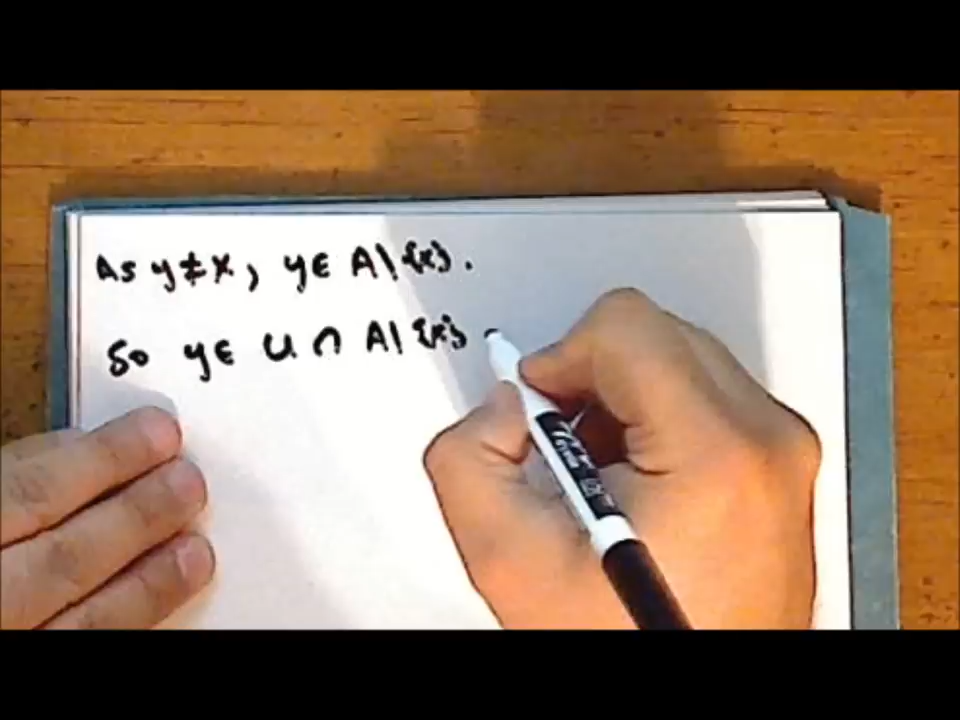 As y≠x, y∈ A\{x}.
So y∈ U ∩ A\{x}